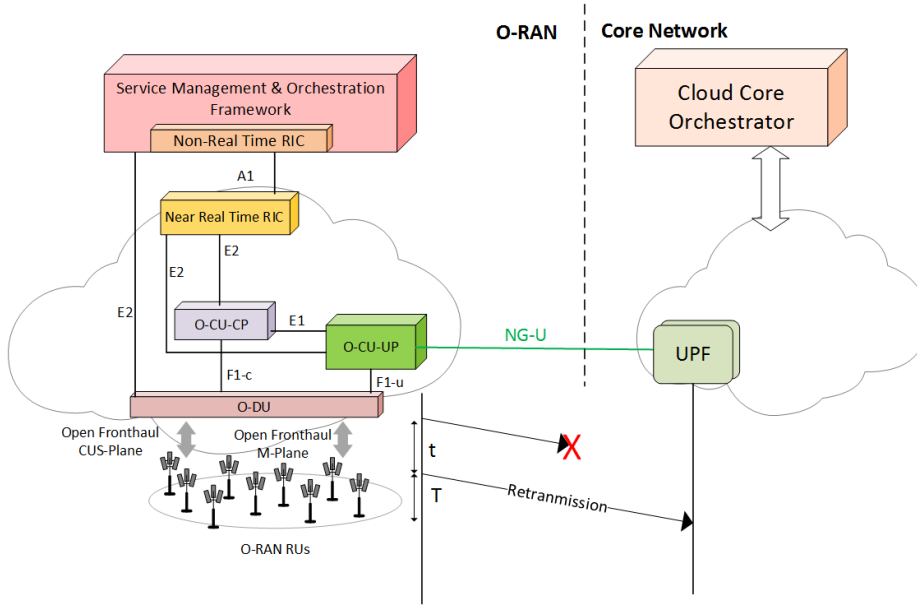 O-RAN
Core Network
Service Management & Orchestration
Framework
Non-Real Time RIC
Cloud Core
Orchestrator
A1
Near Real Time RIC
E2
E2
E2
O-CU-CP
E1
O-CU-UP
NG-U
UPF
F1-c
F1-u
O-DU
Open Fronthaul
CUS-Plane
Open Fronthaul
M-Plane
t
X
T
Retranmission
O-RAN RUs